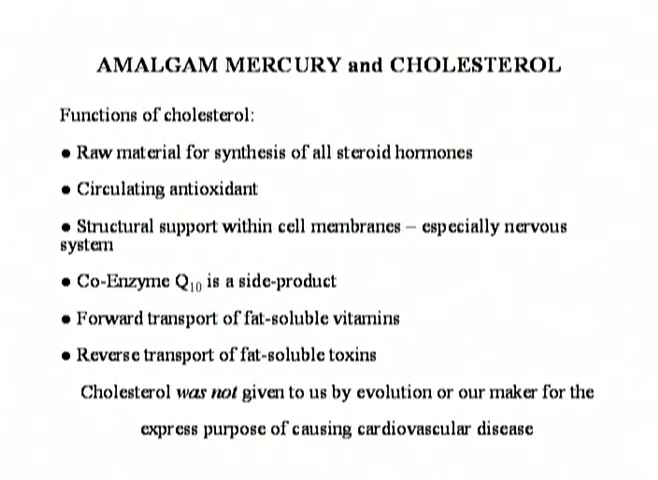 AMALGAM MERCURY and CHOLESTEROL
Functions of cholesterol:
● Raw material for synthesis of all steroid hormones
● Circulating antioxidant
● Structural support within cell membranes – especially nervous
system
● Co-Enzyme Q₁₀ is a side-product
● Forward transport of fat-soluble vitamins
● Reverse transport of fat-soluble toxins
Cholesterol was not given to us by evolution or our maker for the
express purpose of causing cardiovascular disease